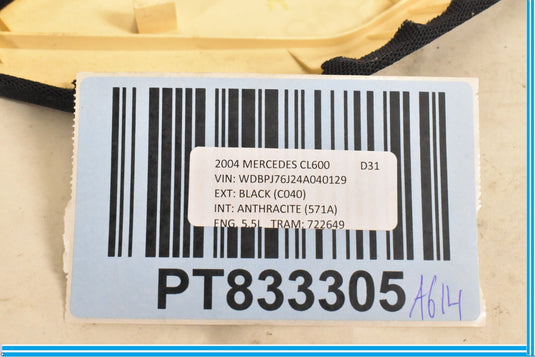 2004 MERCEDES CL600 D31
VIN: WDBPJ76J24A040129
EXT: BLACK (C040)
INT: ANTHRACITE (571A)
ENG 5.5L TRAM: 722649
PT833305 A614